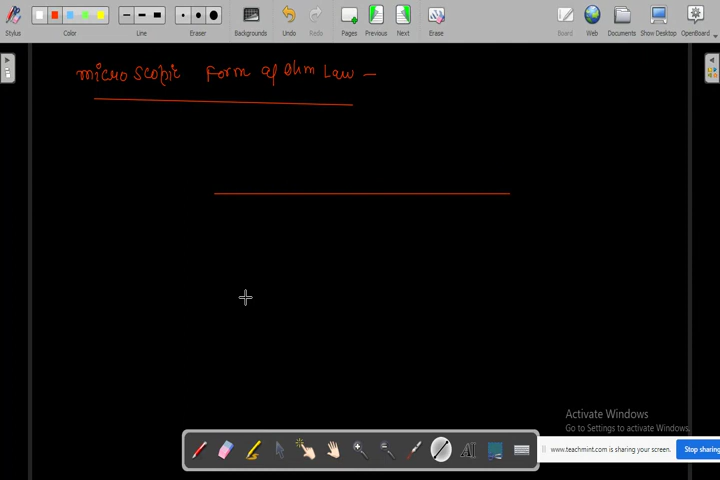 Stylus
Color
Line
Eraser
Backgrounds
Undo
Redo
Pages
Previous
Next
Erase
Board
Web
Documents
Show Desktop
OpenBoard
microscopic Form of Ohm Law —
Activate Windows
Go to Settings to activate Windows.
www.teachmint.com is sharing your screen.
Stop sharing